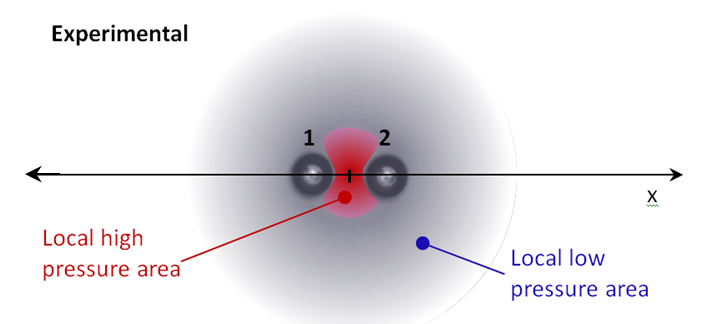 Experimental
1 2
x
Local high
pressure area
Local low
pressure area